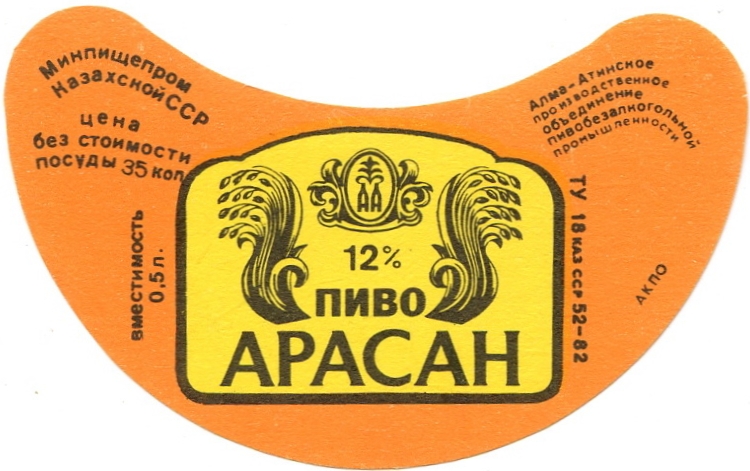 Минпищепром
Казахской ССР
цена
без стоимости
посуды 35 коп.
вместимость
0,5 л.
АА
12%
ПИВО
АРАСАН
Алма-Атинское
производственное
объединение
пивобезалкогольной
промышленности
ТУ 18 КАЗ ССР 52-82
АКПО